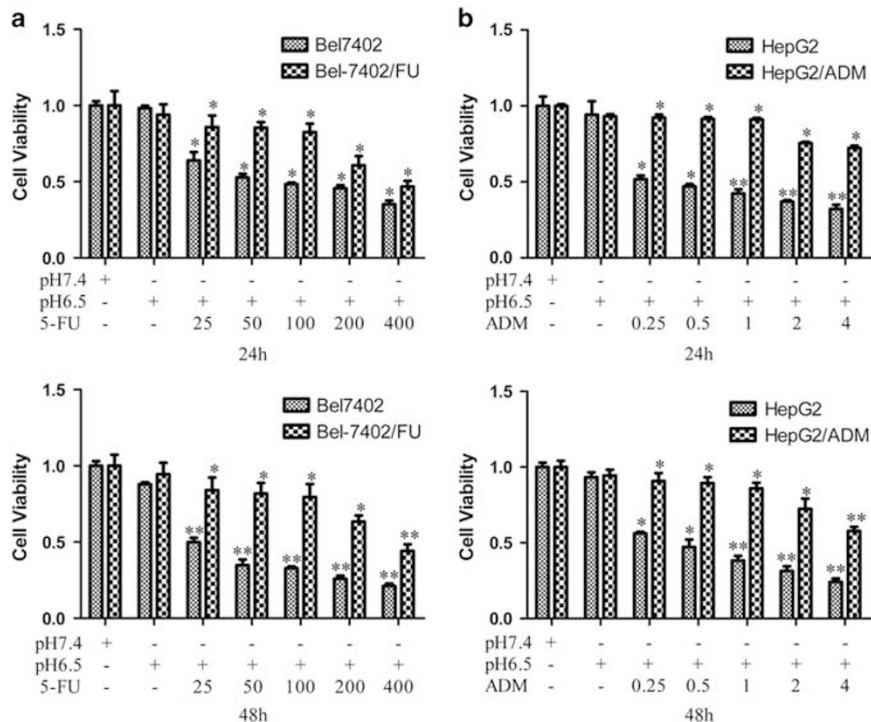 a
1.5
1.0
0.5
0.0
Cell Viability
Bel7402
Bel-7402/FU
* * * * * * * * * *
pH7.4 + - - - - - -
pH6.5 - + + + + + +
5-FU - - 25 50 100 200 400
24h
b
1.5
1.0
0.5
0.0
Cell Viability
HepG2
HepG2/ADM
* * * * ** * ** * ** *
pH7.4 + - - - - - -
pH6.5 - + + + + + +
ADM - - 0.25 0.5 1 2 4
24h
1.5
1.0
0.5
0.0
Cell Viability
Bel7402
Bel-7402/FU
** * ** * ** * ** * ** **
pH7.4 + - - - - - -
pH6.5 - + + + + + +
5-FU - - 25 50 100 200 400
48h
1.5
1.0
0.5
0.0
Cell Viability
HepG2
HepG2/ADM
* * * * ** * ** * ** **
pH7.4 + - - - - - -
pH6.5 - + + + + + +
ADM - - 0.25 0.5 1 2 4
48h